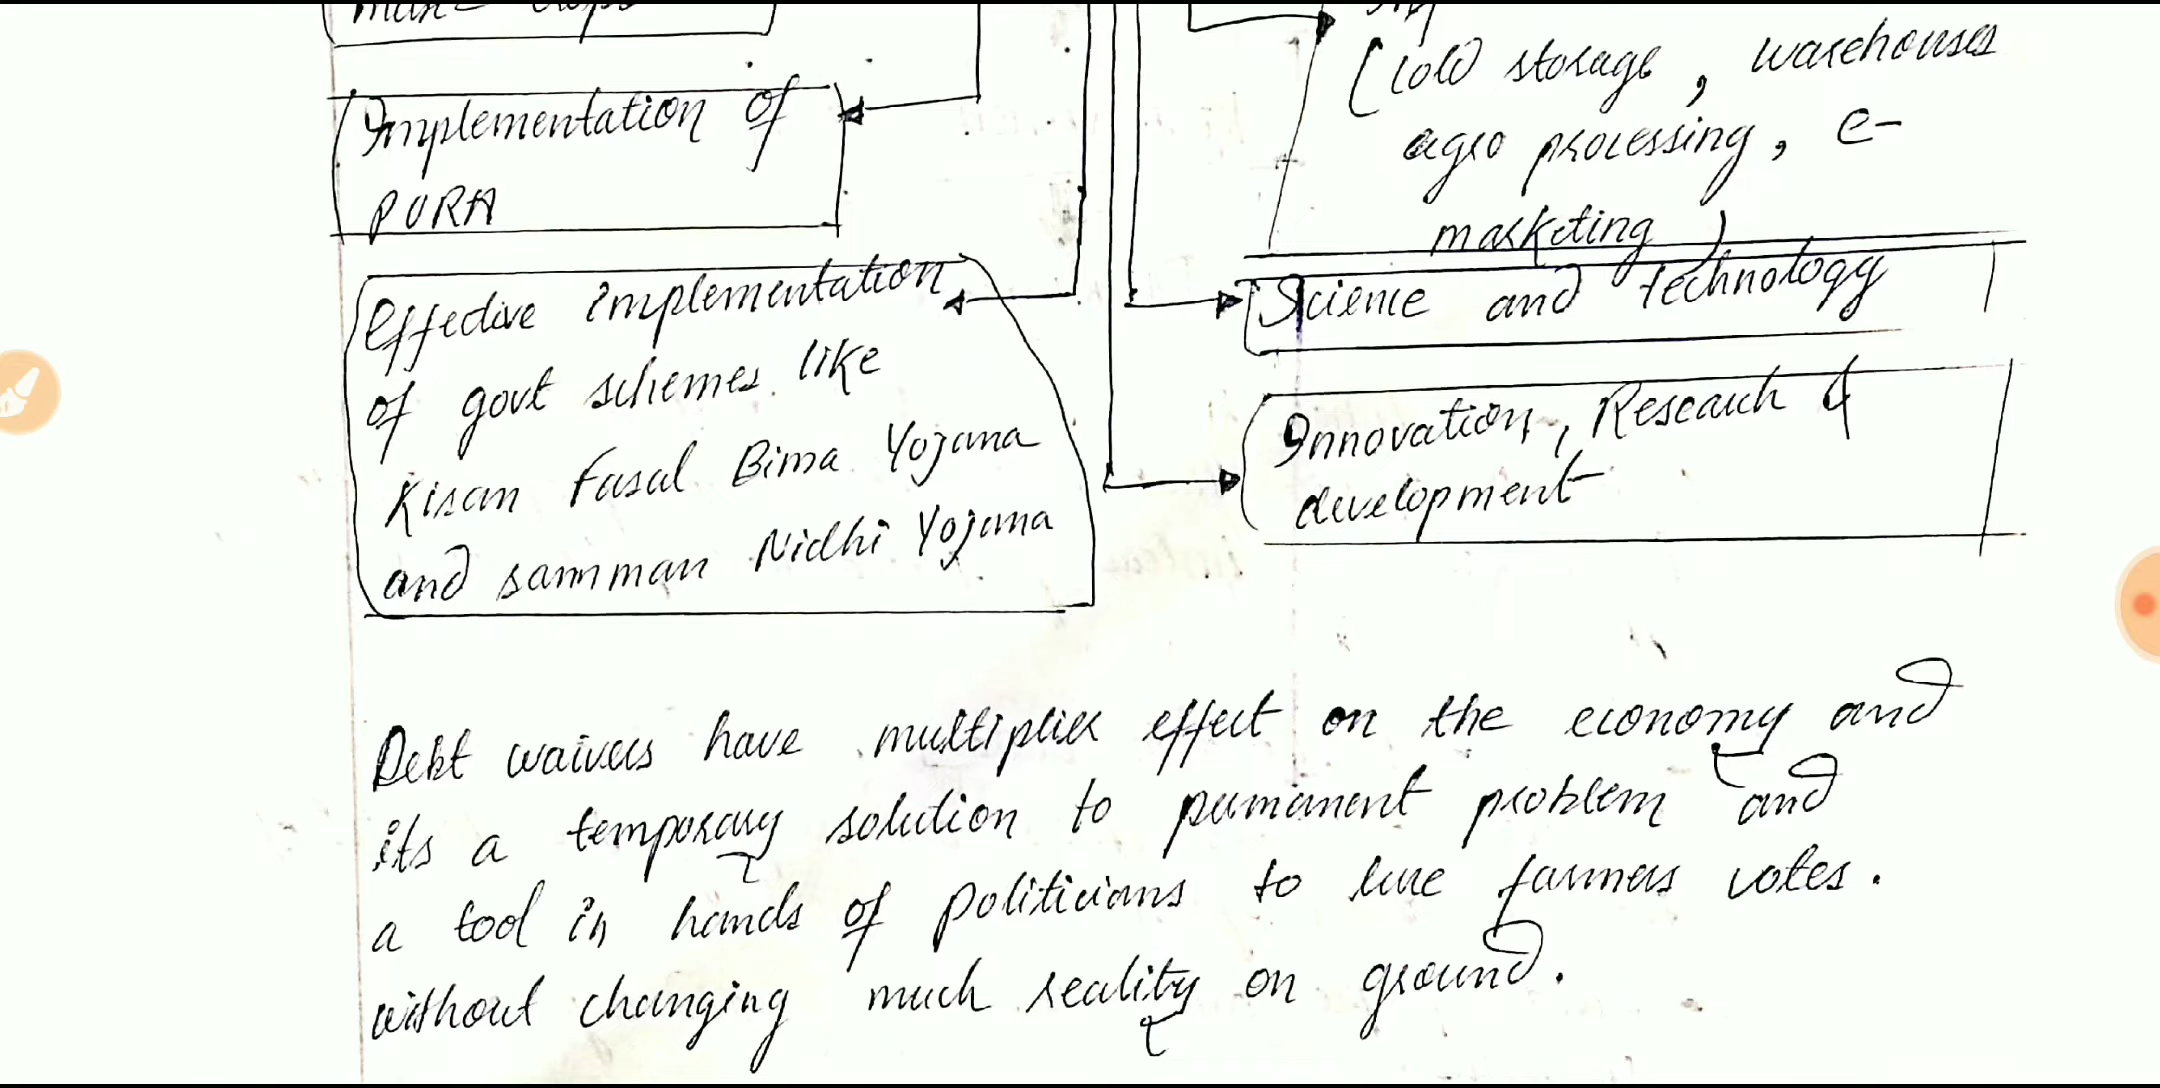 Implementation of
PURA
Effective implementation
of govt schemes like
Kisan Fasal Bima Yojana
and samman Nidhi Yojana
(cold storage, warehouses
agro processing, e-
marketing)
Science and technology
Innovation, Research &
development
Debt waivers have multiplier effect on the economy and
its a temporary solution to permanent problem and
a tool in hands of politicians to lure farmers votes.
without changing much reality on ground.